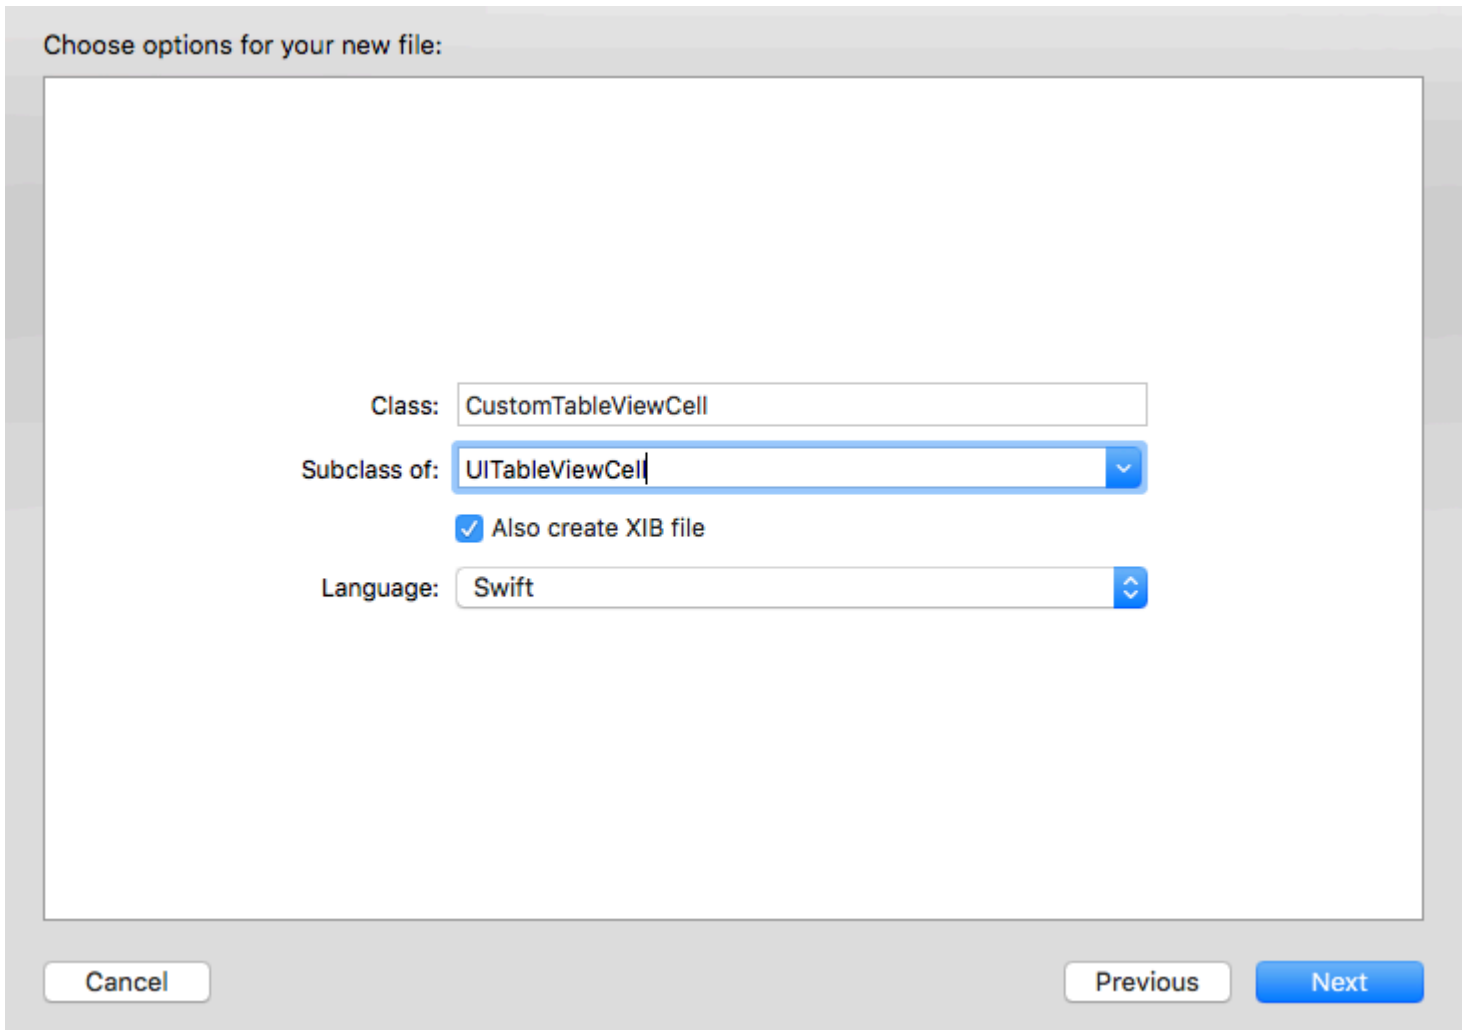 Choose options for your new file:
Class: CustomTableViewCell
Subclass of: UITableViewCell
Also create XIB file
Language: Swift
Cancel Previous Next